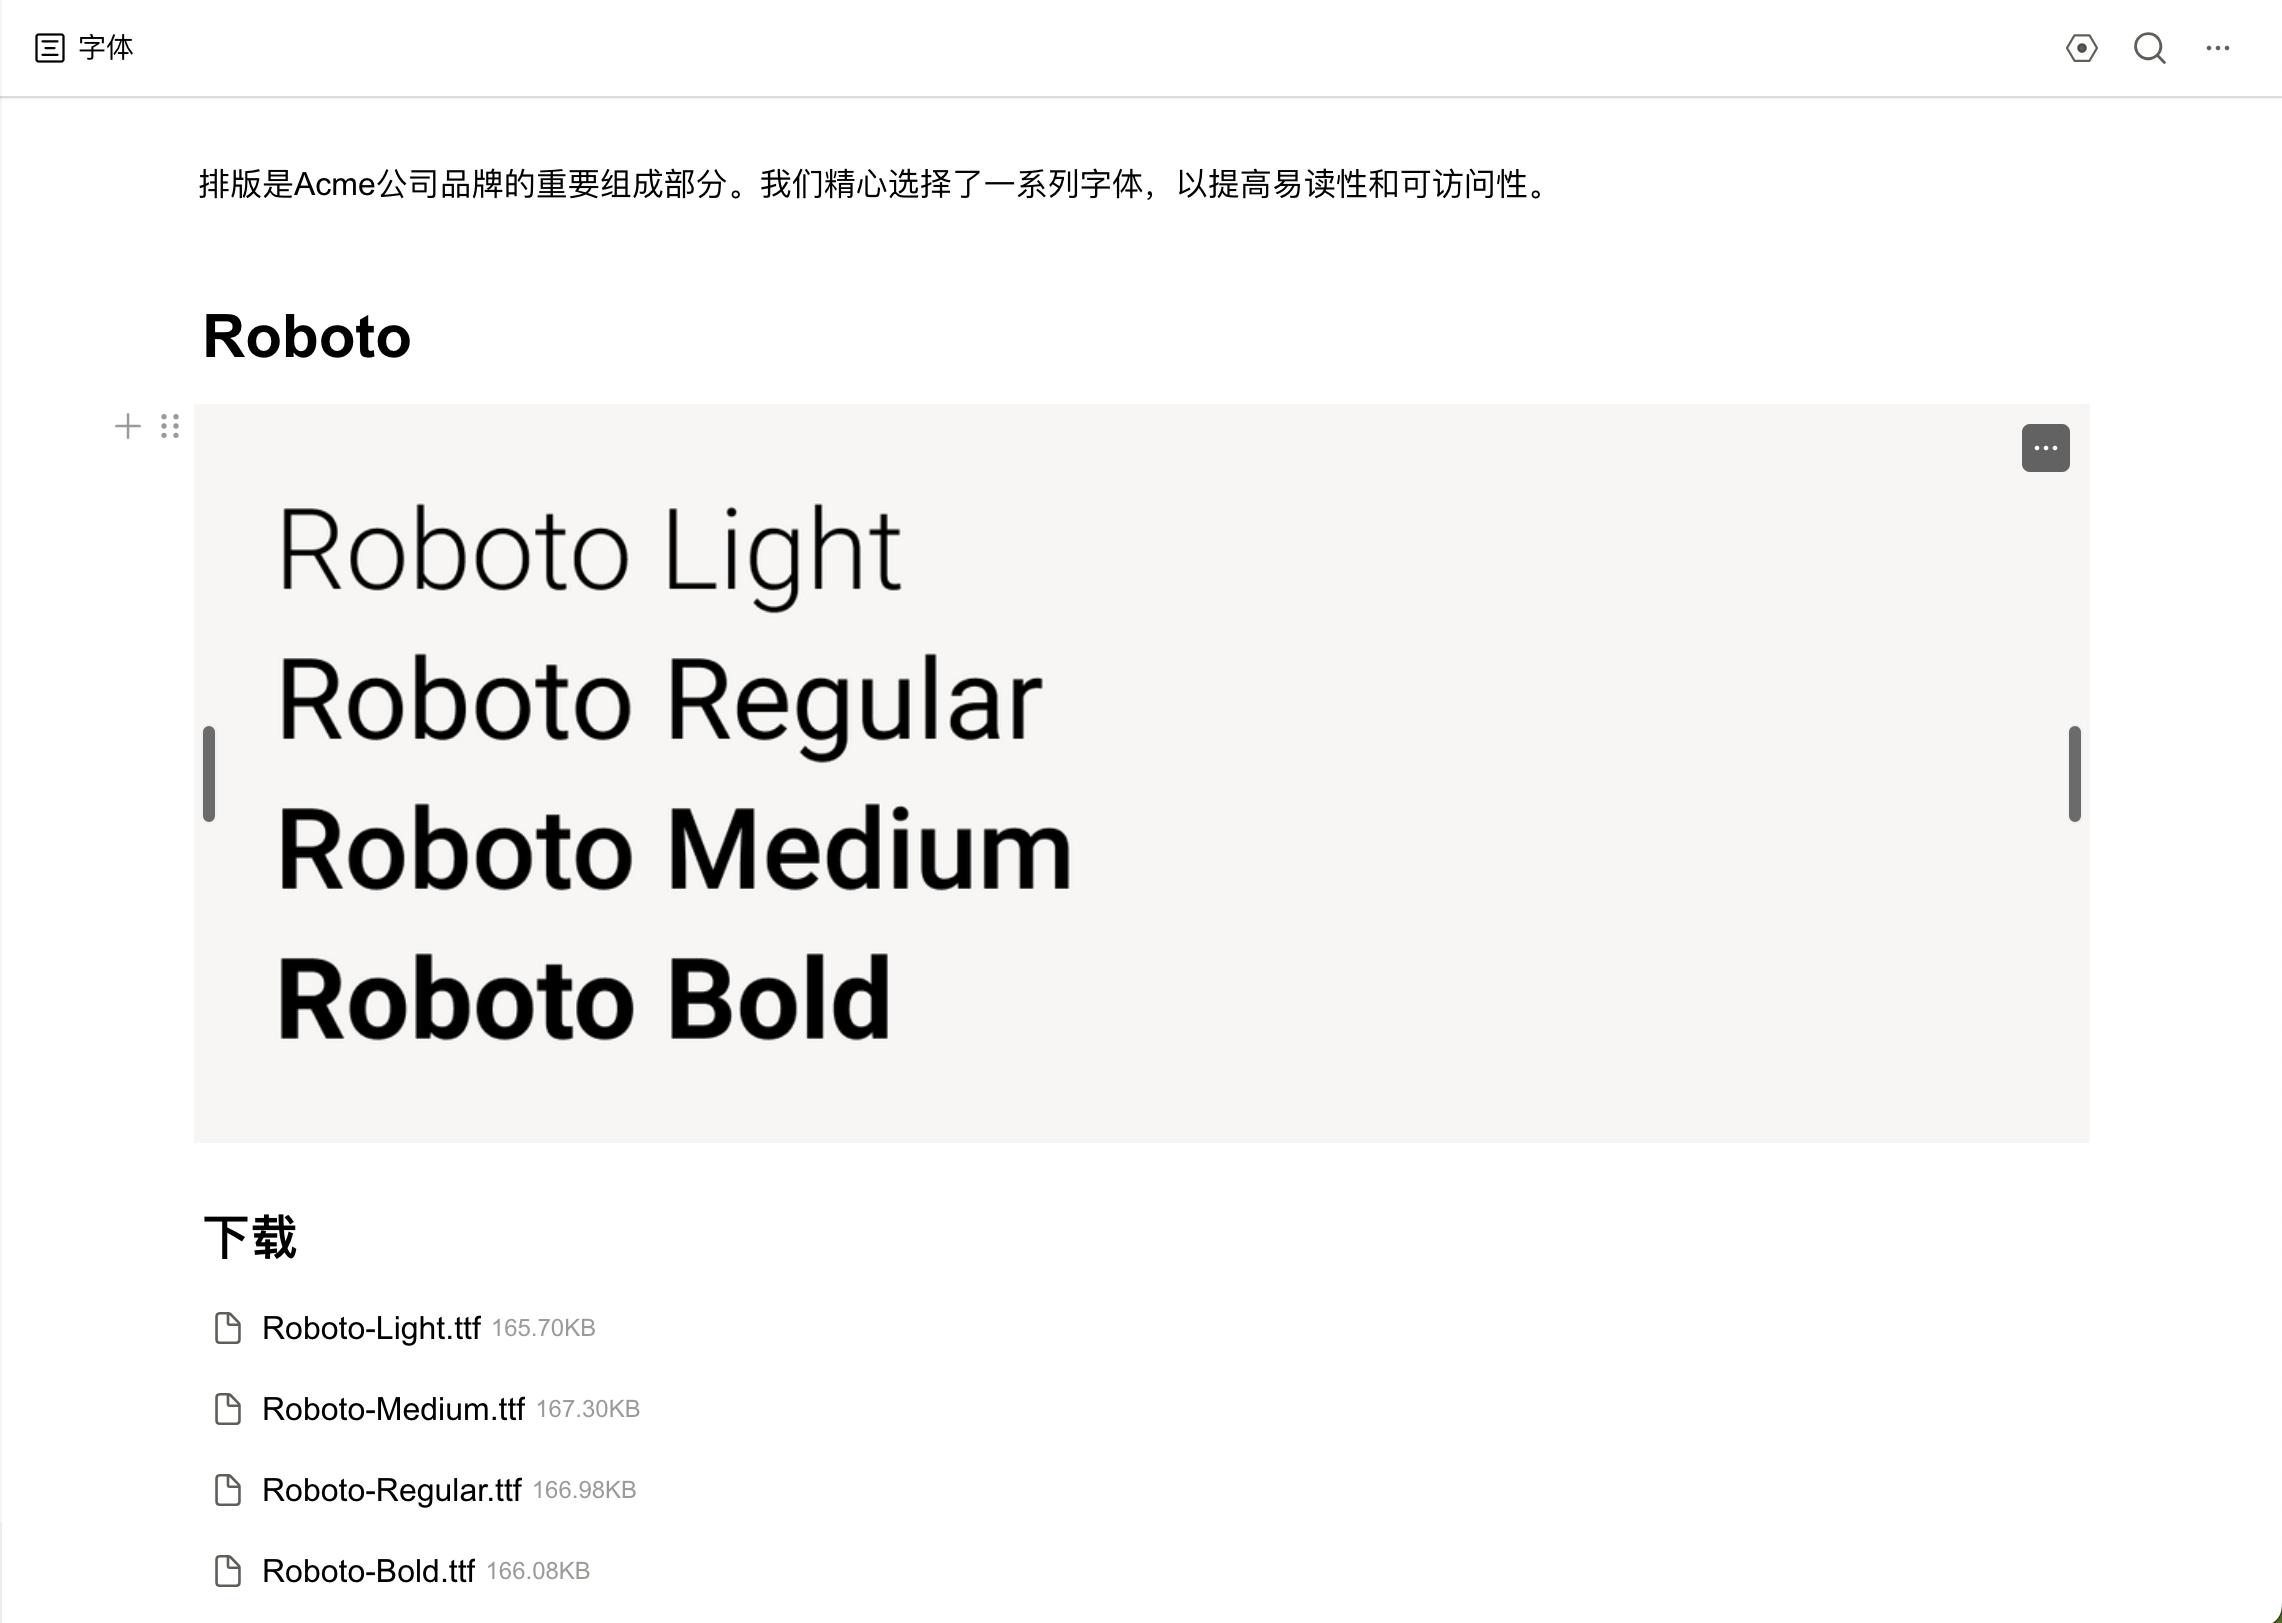 字体
排版是Acme公司品牌的重要组成部分。我们精心选择了一系列字体，以提高易读性和可访问性。
Roboto
Roboto Light
Roboto Regular
Roboto Medium
Roboto Bold
下载
Roboto-Light.ttf 165.70KB
Roboto-Medium.ttf 167.30KB
Roboto-Regular.ttf 166.98KB
Roboto-Bold.ttf 166.08KB